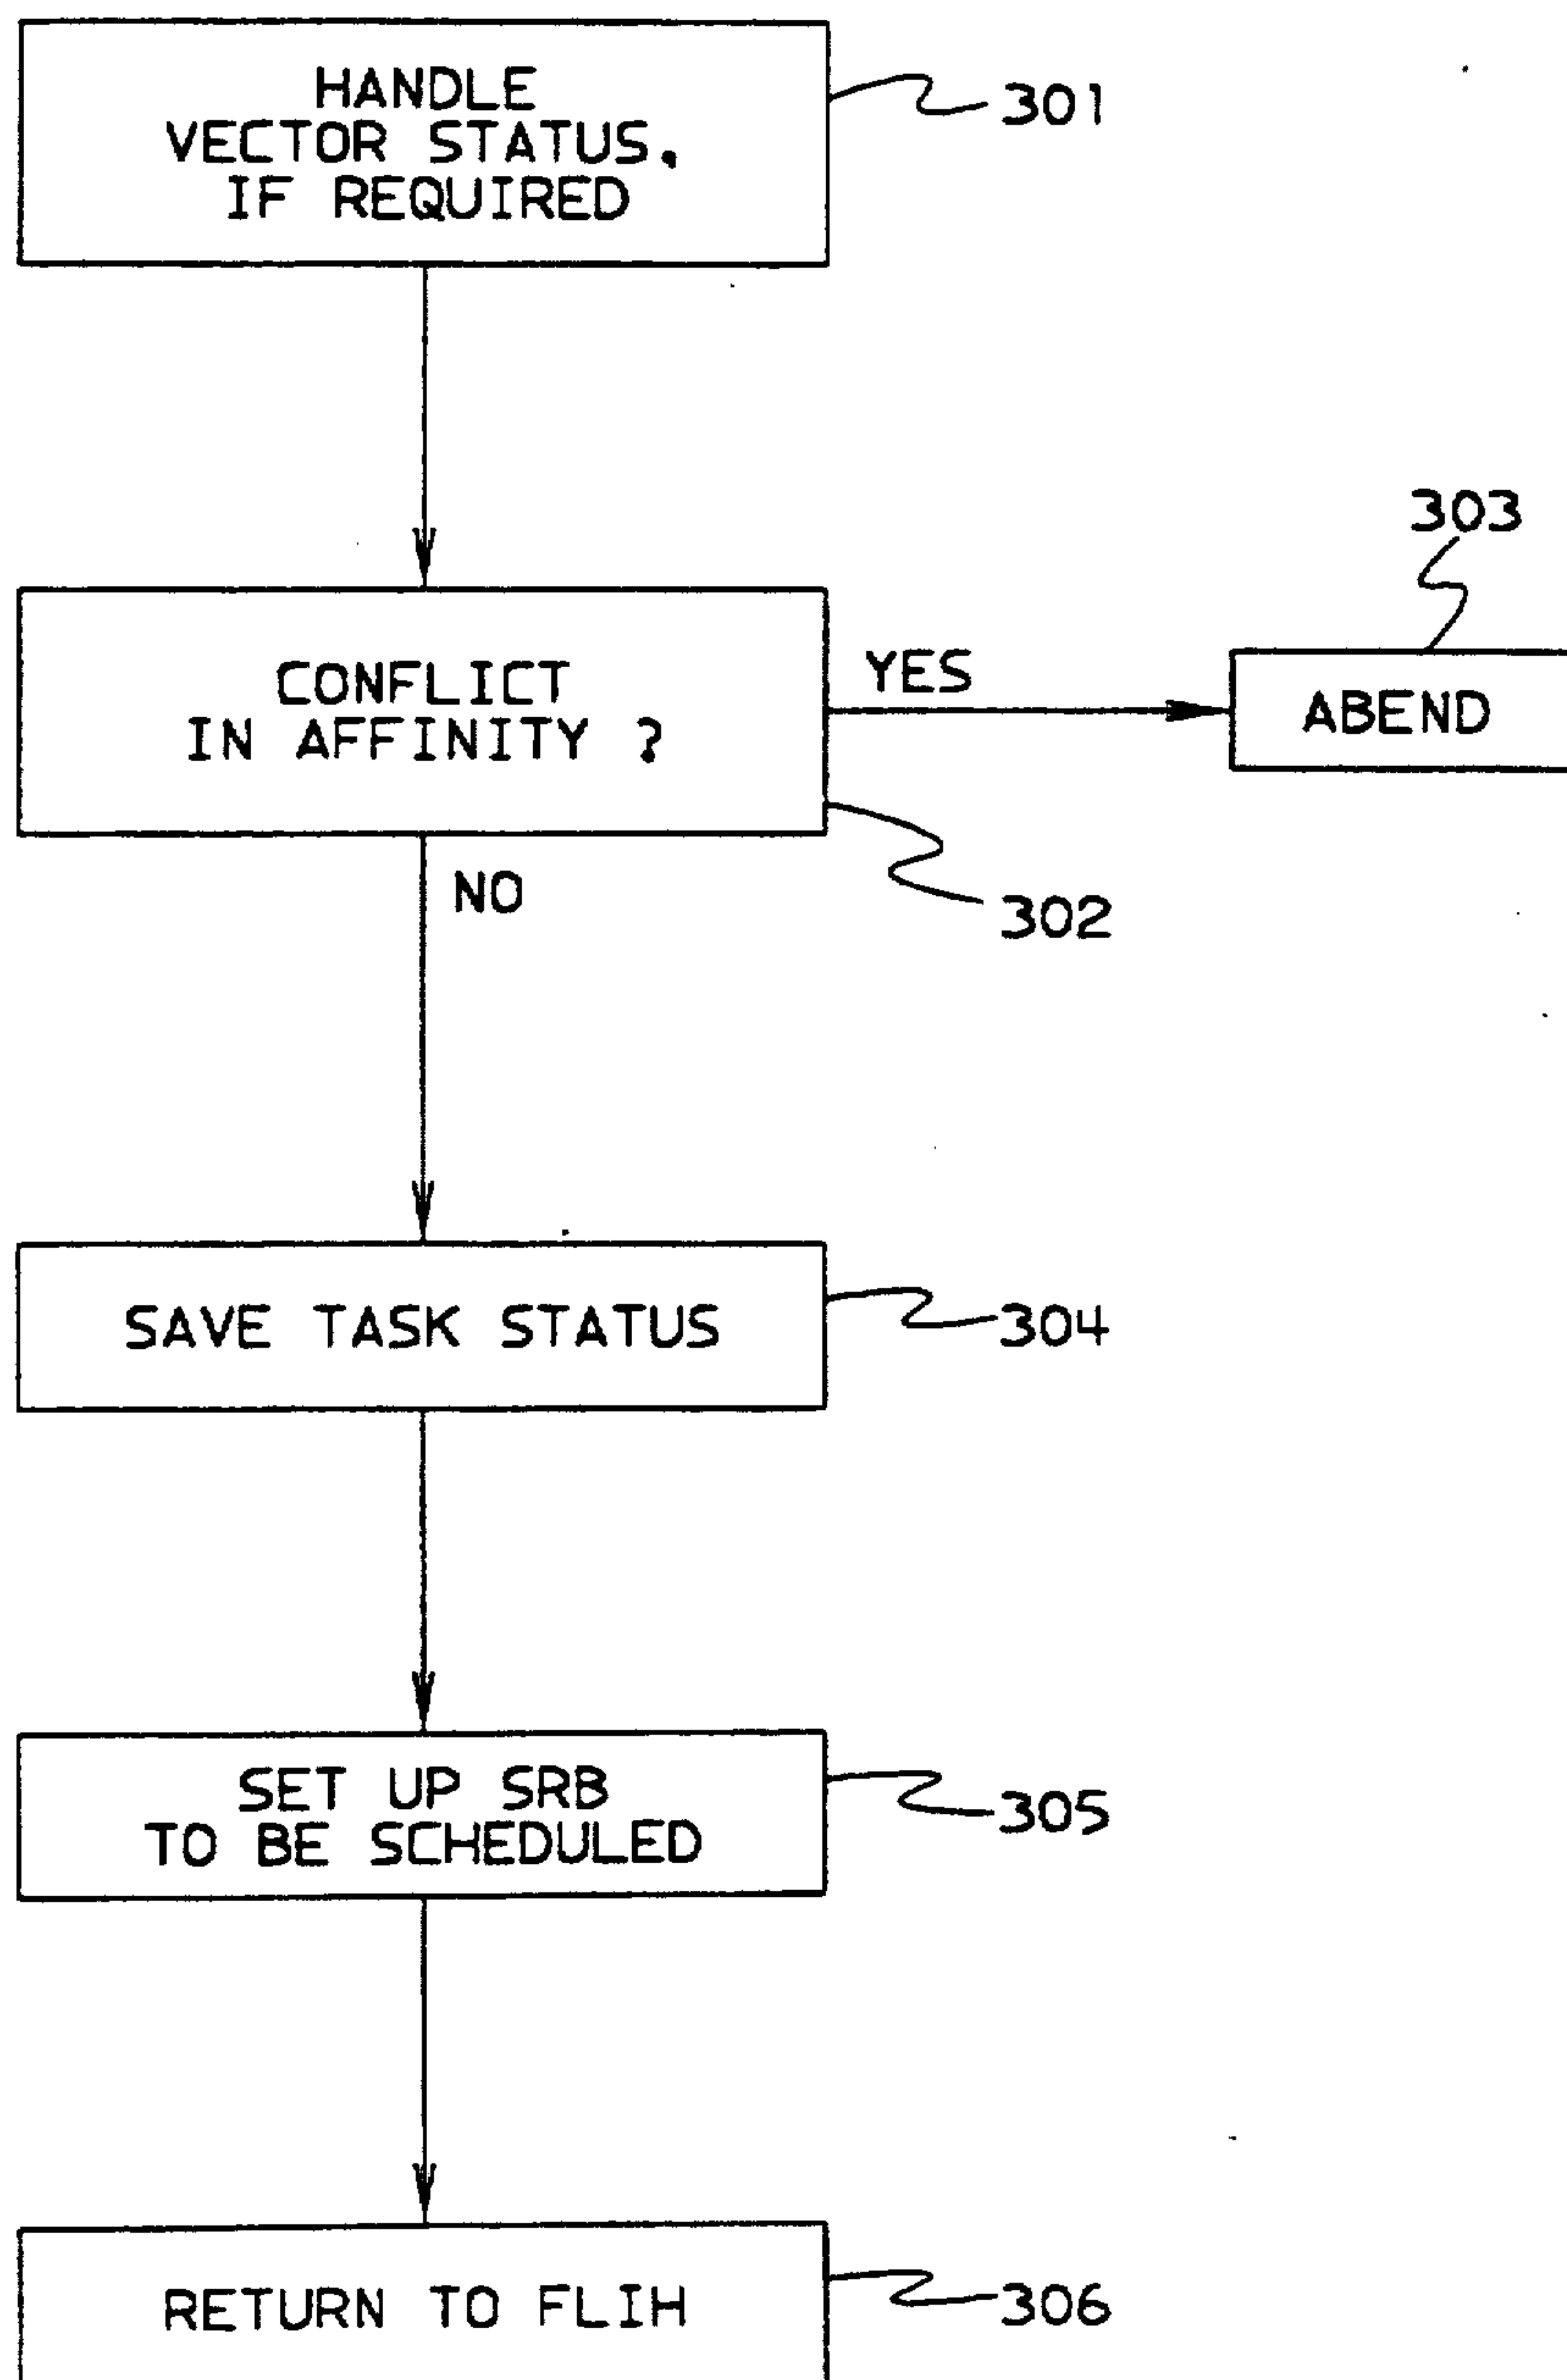 HANDLE
VECTOR STATUS,
IF REQUIRED
301
303
CONFLICT
IN AFFINITY ?
YES
ABEND
NO
302
SAVE TASK STATUS
304
SET UP SRB
TO BE SCHEDULED
305
RETURN TO FLIH
306